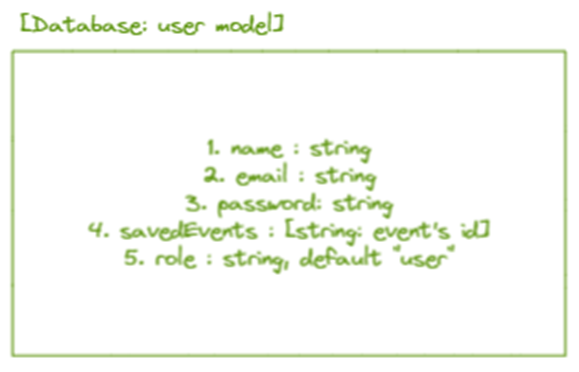 [Database: user model]
1. name : string
2. email : string
3. password: string
4. savedEvents : [string: event's id]
5. role : string, default "user"